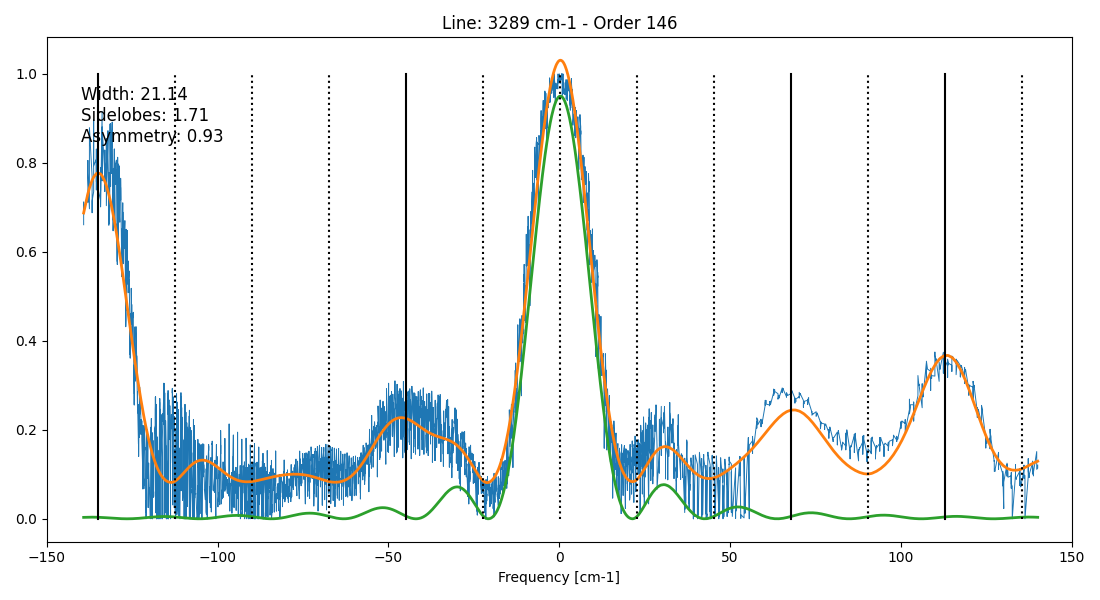 Line: 3289 cm-1 - Order 146
1.0
Width: 21.14
Sidelobes: 1.71
Asymmetry: 0.93
0.8
0.6
0.4
0.2
0.0
−150 −100 −50 0 50 100 150
Frequency [cm-1]